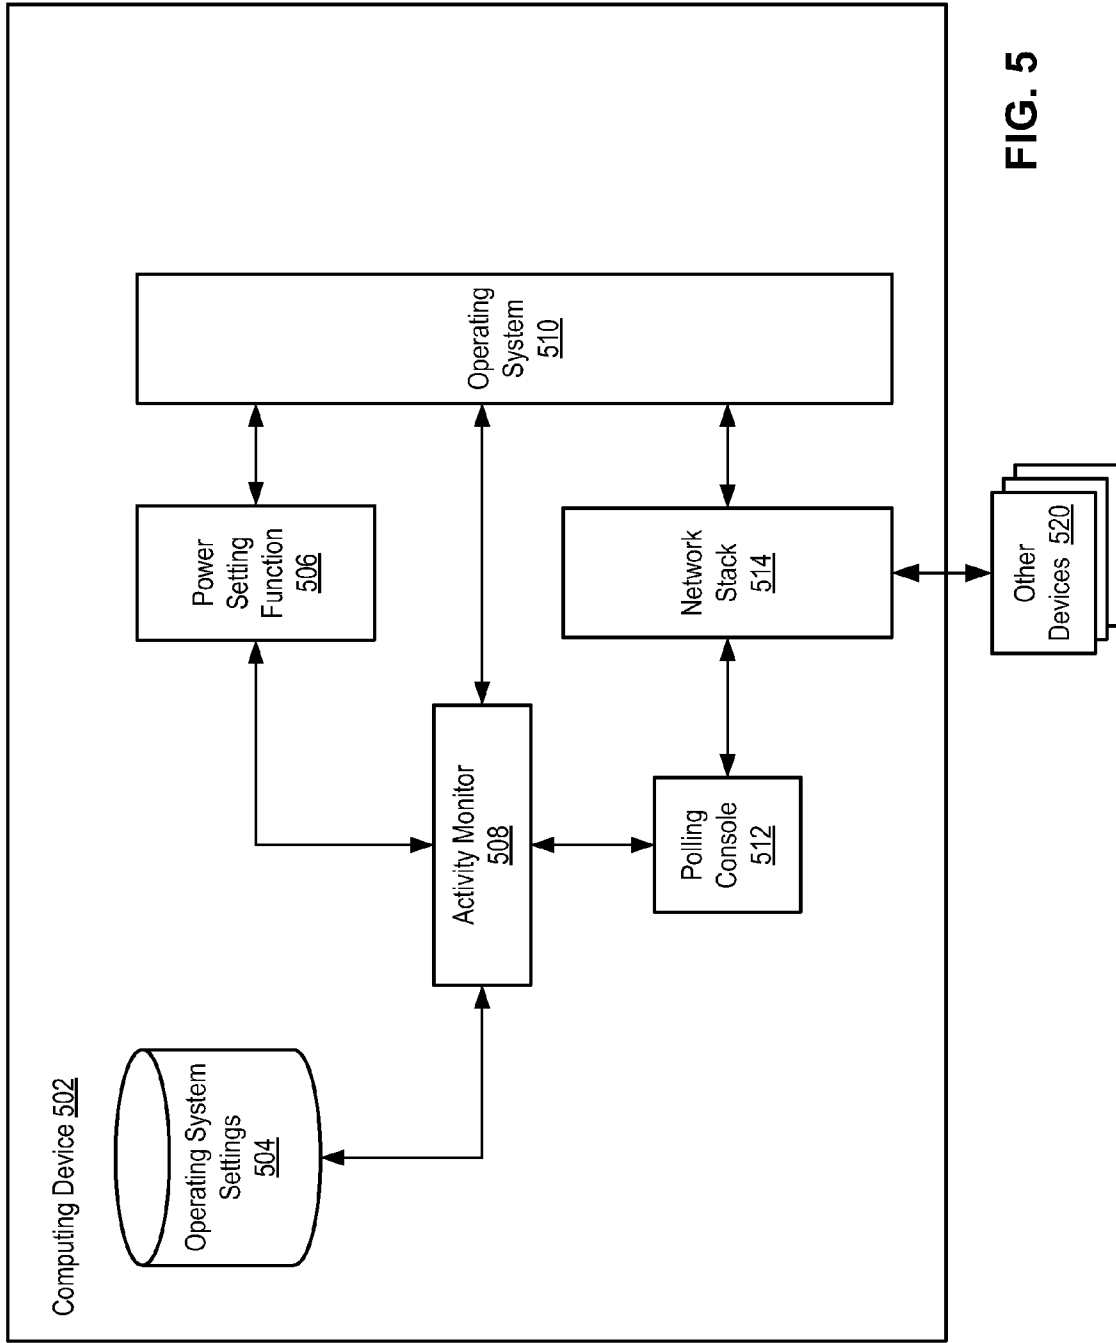 Computing Device 502
Operating System
Settings
504
Power
Setting
Function
506
Activity Monitor
508
Operating
System
510
Polling
Console
512
Network
Stack
514
Other
Devices 520
FIG. 5